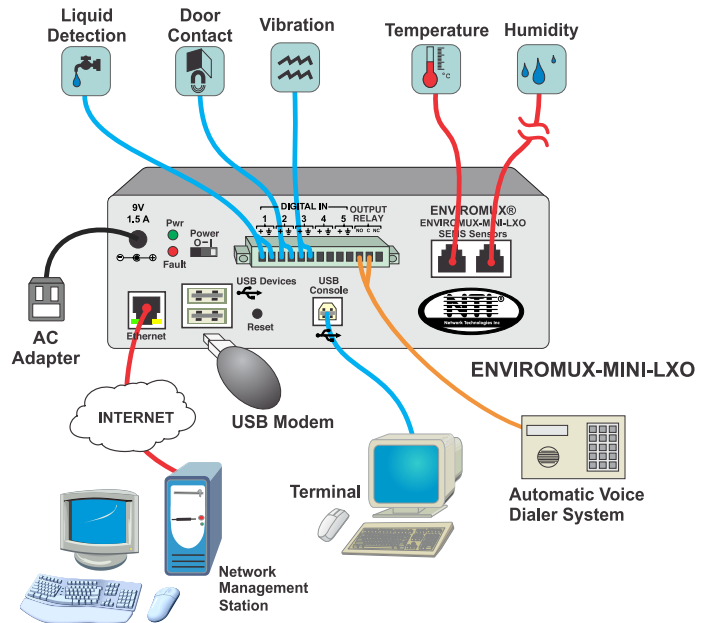 Liquid
Detection
Door
Contact
Vibration
Temperature
Humidity
°C
9V
1.5 A
Pwr
Fault
Power
O – I
DIGITAL IN
1 2 3 4 5
OUTPUT
RELAY
NO C NC
ENVIROMUX®
ENVIROMUX-MINI-LXO
SEMS Sensors
AC
Adapter
Ethernet
USB Devices
Reset
USB
Console
NTI®
Network Technologies Inc
ENVIROMUX-MINI-LXO
INTERNET
USB Modem
Terminal
Automatic Voice
Dialer System
Network
Management
Station